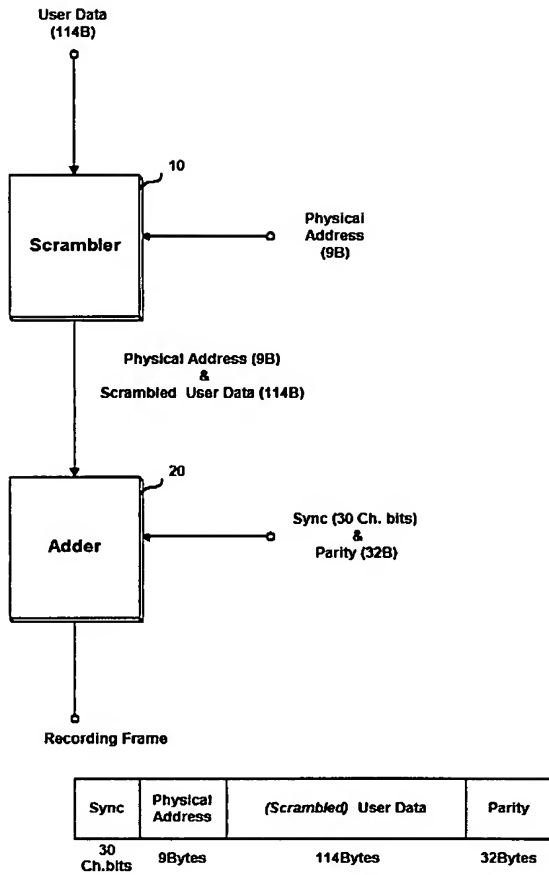 User Data
(114B)
10
Scrambler
Physical
Address
(9B)
Physical Address (9B)
&
Scrambled User Data (114B)
20
Adder
Sync (30 Ch. bits)
&
Parity (32B)
Recording Frame
Sync
Physical
Address
(Scrambled) User Data
Parity
30
Ch.bits
9Bytes
114Bytes
32Bytes